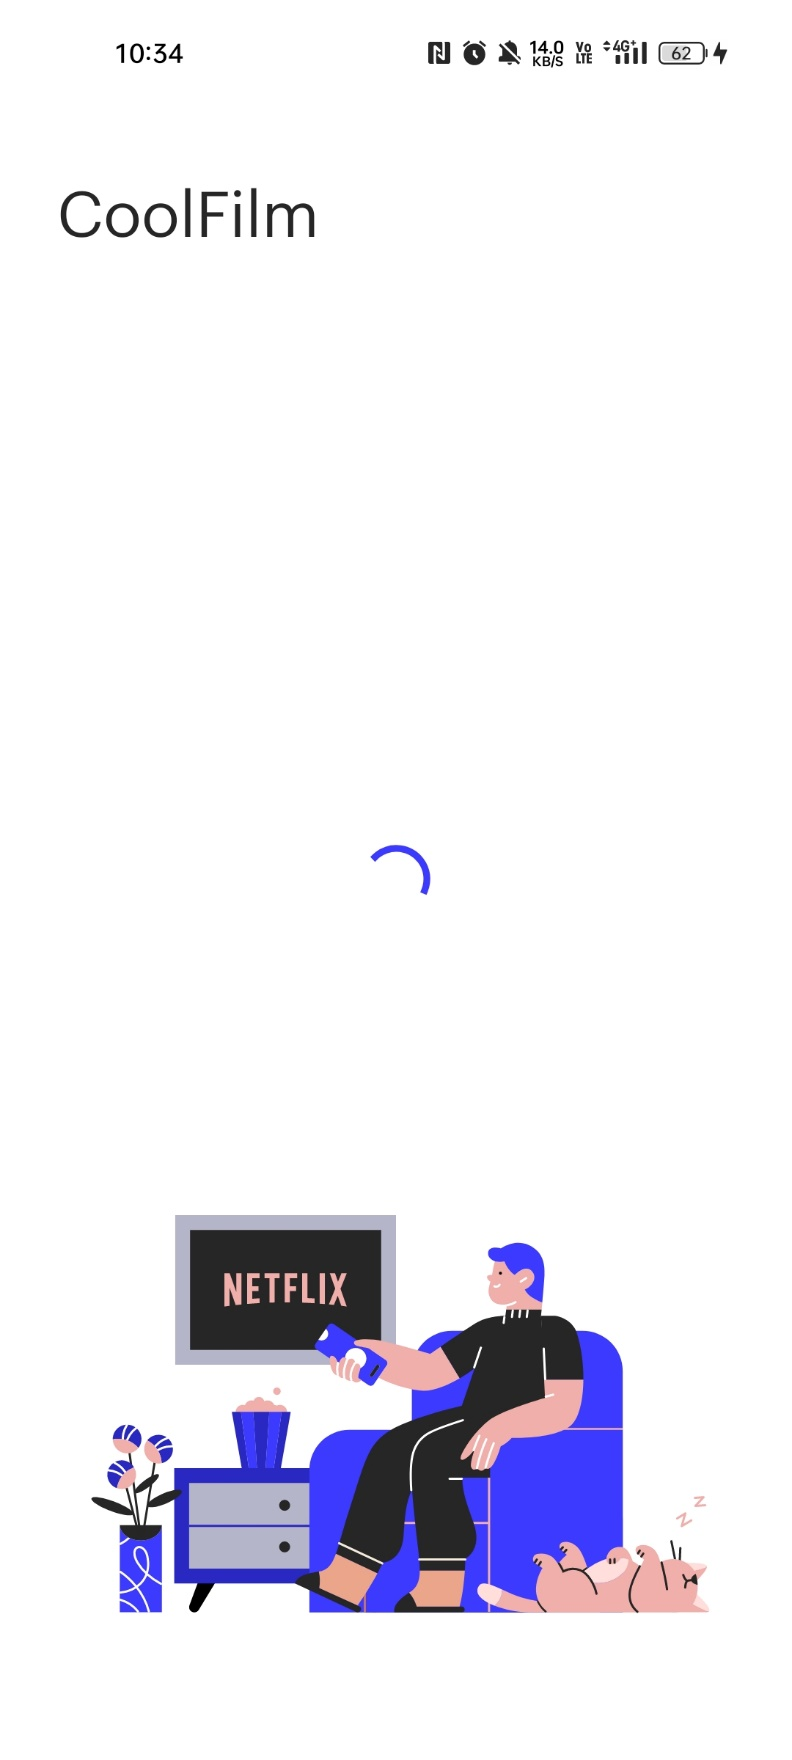 10:34
14.0
KB/S
Vo
LTE
4G+
62
CoolFilm
NETFLIX
z
z